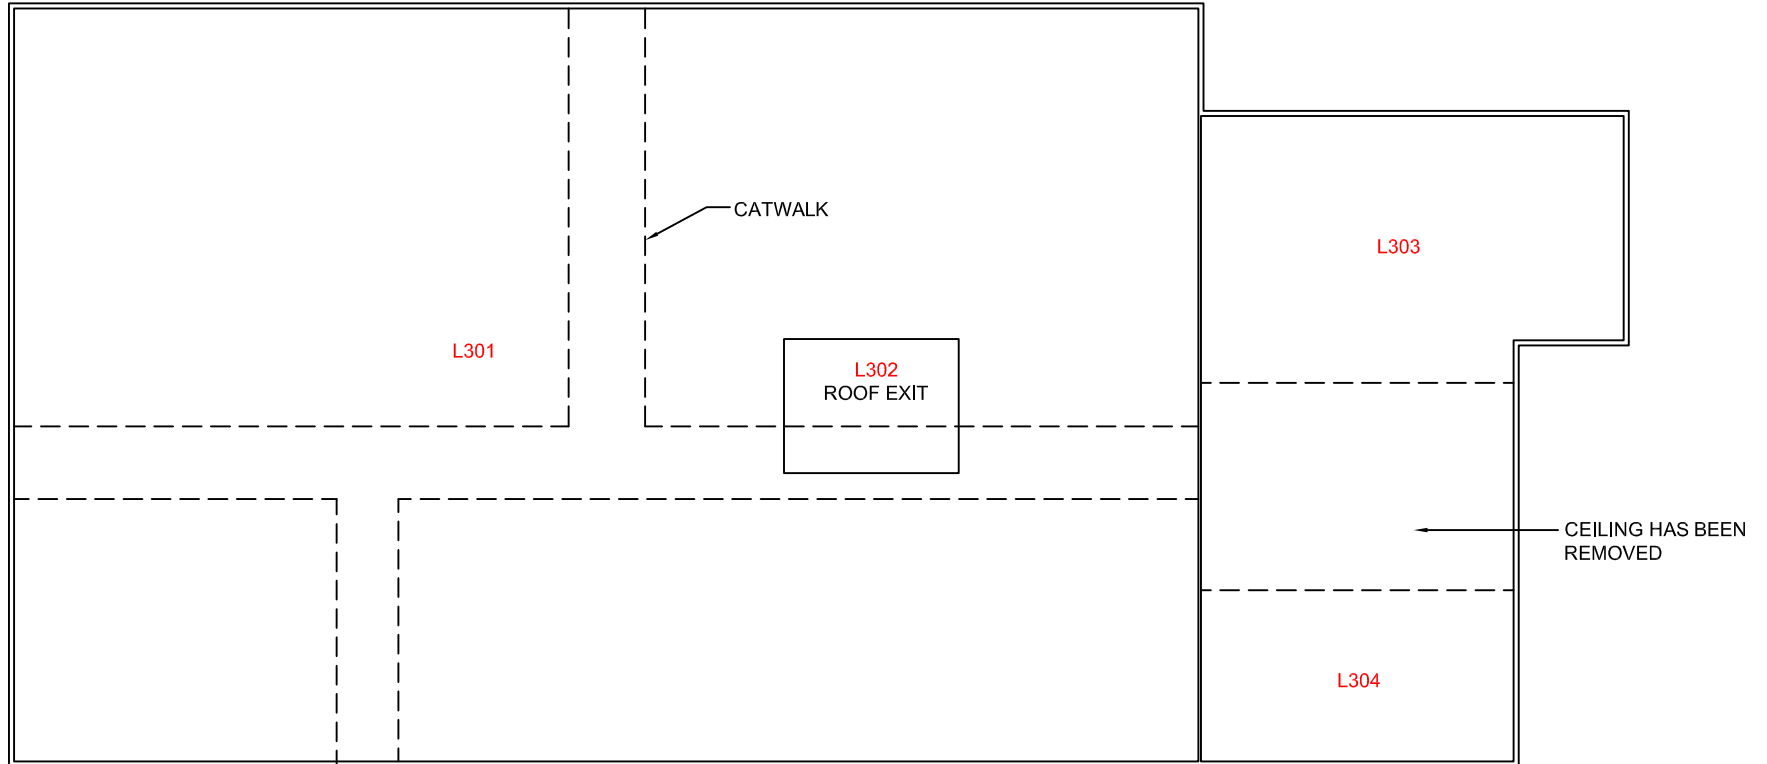 CATWALK
L303
L301
L302
ROOF EXIT
CEILING HAS BEEN
REMOVED
L304